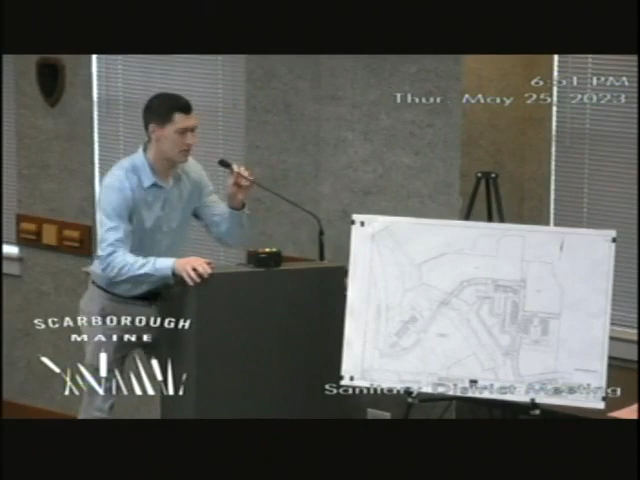 6:51 PM
Thur. May 25, 2023
SCARBOROUGH
MAINE
Sanitary District Meeting